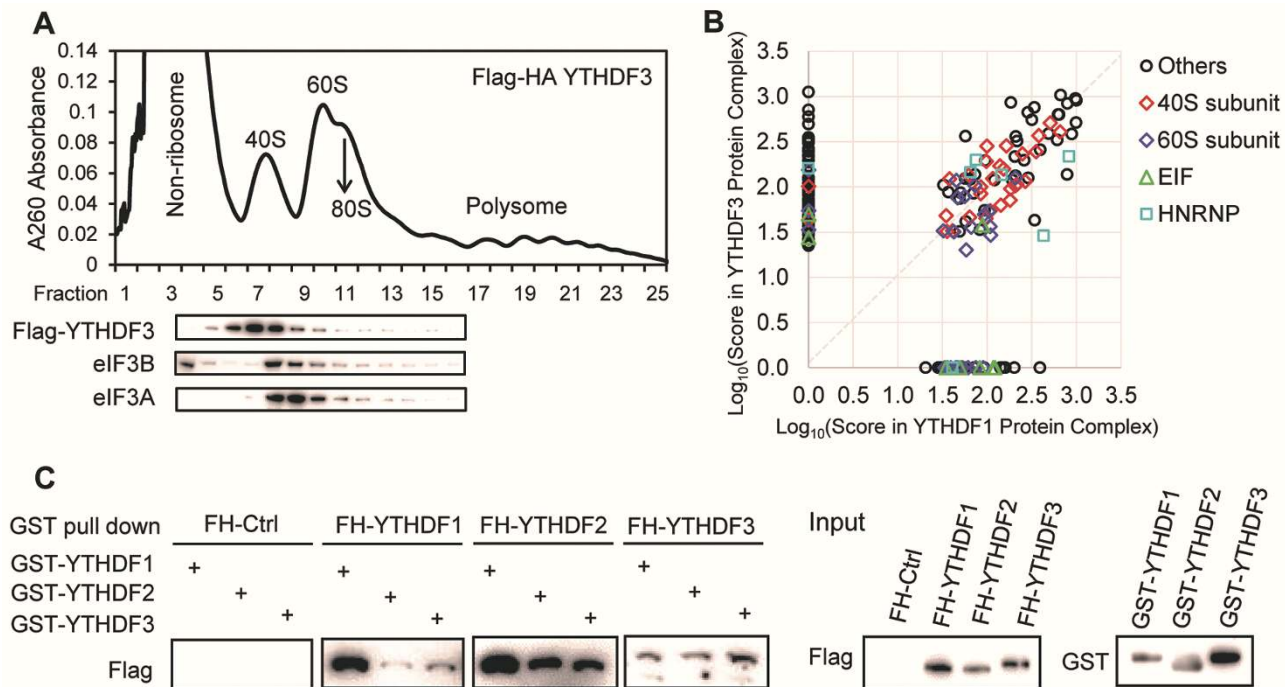 A
0.14
0.12
0.1
0.08
0.06
0.04
0.02
0
A260 Absorbance
Non-ribosome
40S
60S
80S
Polysome
Flag-HA YTHDF3
Fraction 1 3 5 7 9 11 13 15 17 19 21 23 25
Flag-YTHDF3
eIF3B
eIF3A
B
Log10(Score in YTHDF3 Protein Complex)
3.5
3.0
2.5
2.0
1.5
1.0
0.5
0.0
0.0 0.5 1.0 1.5 2.0 2.5 3.0 3.5
Log10(Score in YTHDF1 Protein Complex)
Others
40S subunit
60S subunit
EIF
HNRNP
C
GST pull down FH-Ctrl FH-YTHDF1 FH-YTHDF2 FH-YTHDF3
GST-YTHDF1 + + + +
GST-YTHDF2 + + + +
GST-YTHDF3 + + + +
Flag
Input
FH-Ctrl
FH-YTHDF1
FH-YTHDF2
FH-YTHDF3
Flag
GST-YTHDF1
GST-YTHDF2
GST-YTHDF3
GST